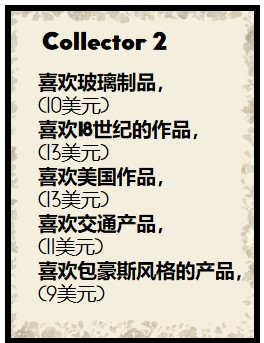 Collector 2
喜欢玻璃制品，
(10美元)
喜欢18世纪的作品，
(13美元)
喜欢美国作品，
(13美元)
喜欢交通产品，
(11美元)
喜欢包豪斯风格的产品，
(9美元)